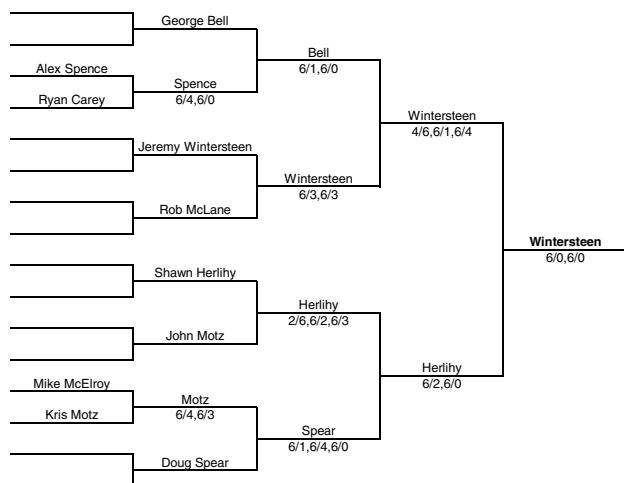 George Bell
Bell
6/1,6/0
Alex Spence
Spence
6/4,6/0
Ryan Carey
Wintersteen
4/6,6/1,6/4
Jeremy Wintersteen
Wintersteen
6/3,6/3
Rob McLane
Wintersteen
6/0,6/0
Shawn Herlihy
Herlihy
2/6,6/2,6/3
John Motz
Herlihy
6/2,6/0
Mike McElroy
Motz
6/4,6/3
Kris Motz
Spear
6/1,6/4,6/0
Doug Spear